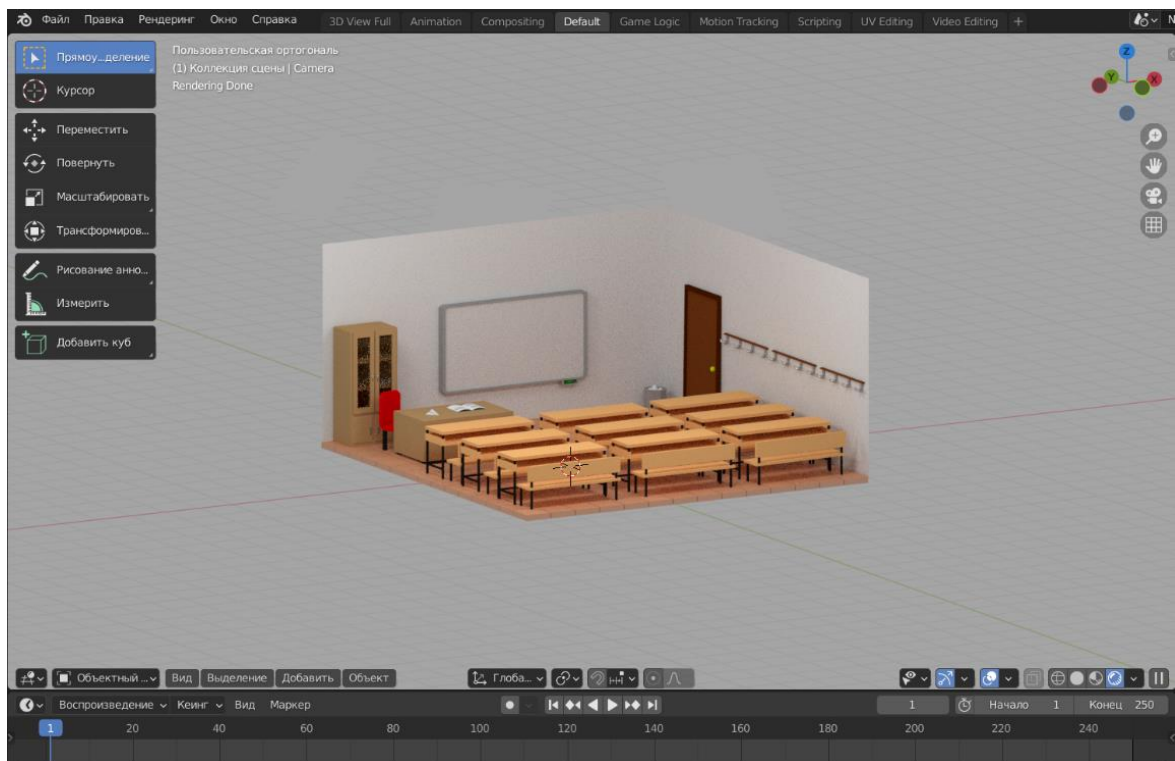 Файл Правка Рендеринг Окно Справка 3D View Full Animation Compositing Default Game Logic Motion Tracking Scripting UV Editing Video Editing +
Прямоу...деление
Курсор
Переместить
Повернуть
Масштабировать
Трансформиров...
Рисование анно...
Измерить
Добавить куб
Пользовательская ортогональ
(1) Коллекция сцены | Camera
Rendering Done
Z
Y
X
Объектный ... Вид Выделение Добавить Объект Глоба...
Воспроизведение Кеинг Вид Маркер 1 Начало 1 Конец 250
1 20 40 60 80 100 120 140 160 180 200 220 240